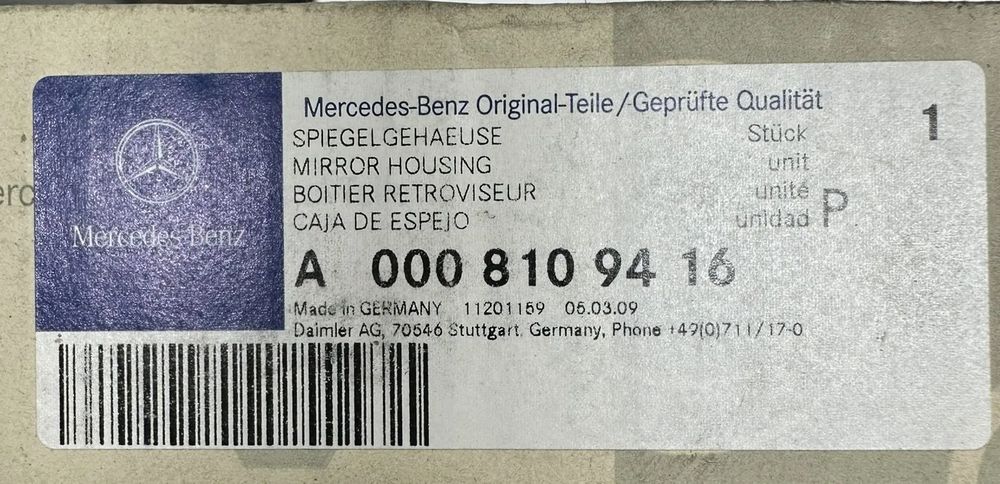 Mercedes-Benz
Mercedes-Benz Original-Teile/Geprüfte Qualität
SPIEGELGEHAEUSE Stück 1
MIRROR HOUSING unit
BOITIER RETROVISEUR unité
CAJA DE ESPEJO unidad P
A 000 810 94 16
Made in GERMANY 11201159 05.03.09
Daimler AG, 70546 Stuttgart, Germany, Phone +49(0)711/17-0